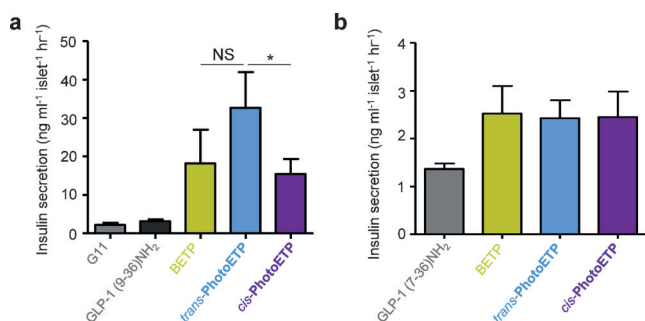 a
Insulin secretion (ng ml⁻¹ islet⁻¹ hr⁻¹)
50
40
30
20
10
0
NS
*
G11
GLP-1 (9-36)NH₂
BETP
trans-PhotoETP
cis-PhotoETP
b
Insulin secretion (ng ml⁻¹ islet⁻¹ hr⁻¹)
4
3
2
1
0
GLP-1 (7-36)NH₂
BETP
trans-PhotoETP
cis-PhotoETP